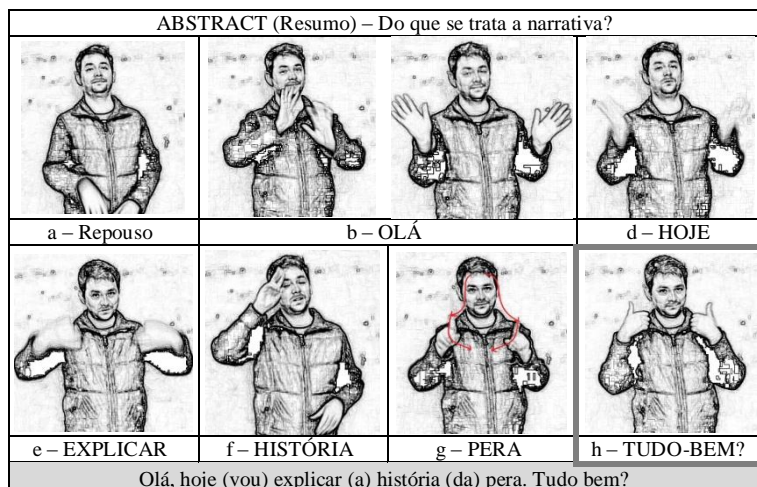 ABSTRACT (Resumo) – Do que se trata a narrativa?
a – Repouso
b – OLÁ
d – HOJE
e – EXPLICAR
f – HISTÓRIA
g – PERA
h – TUDO-BEM?
Olá, hoje (vou) explicar (a) história (da) pera. Tudo bem?